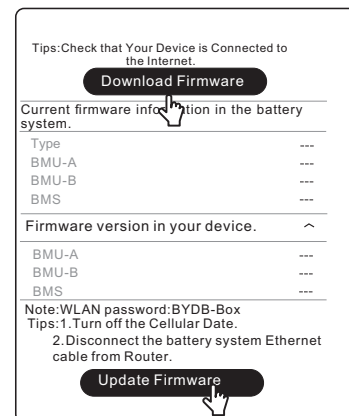 Tips:Check that Your Device is Connected to
the Internet.
Download Firmware
Current firmware information in the battery
system.
Type ---
BMU-A ---
BMU-B ---
BMS ---
Firmware version in your device.
BMU-A ---
BMU-B ---
BMS ---
Note:WLAN password:BYDB-Box
Tips:1.Turn off the Cellular Date.
2.Disconnect the battery system Ethernet
cable from Router.
Update Firmware